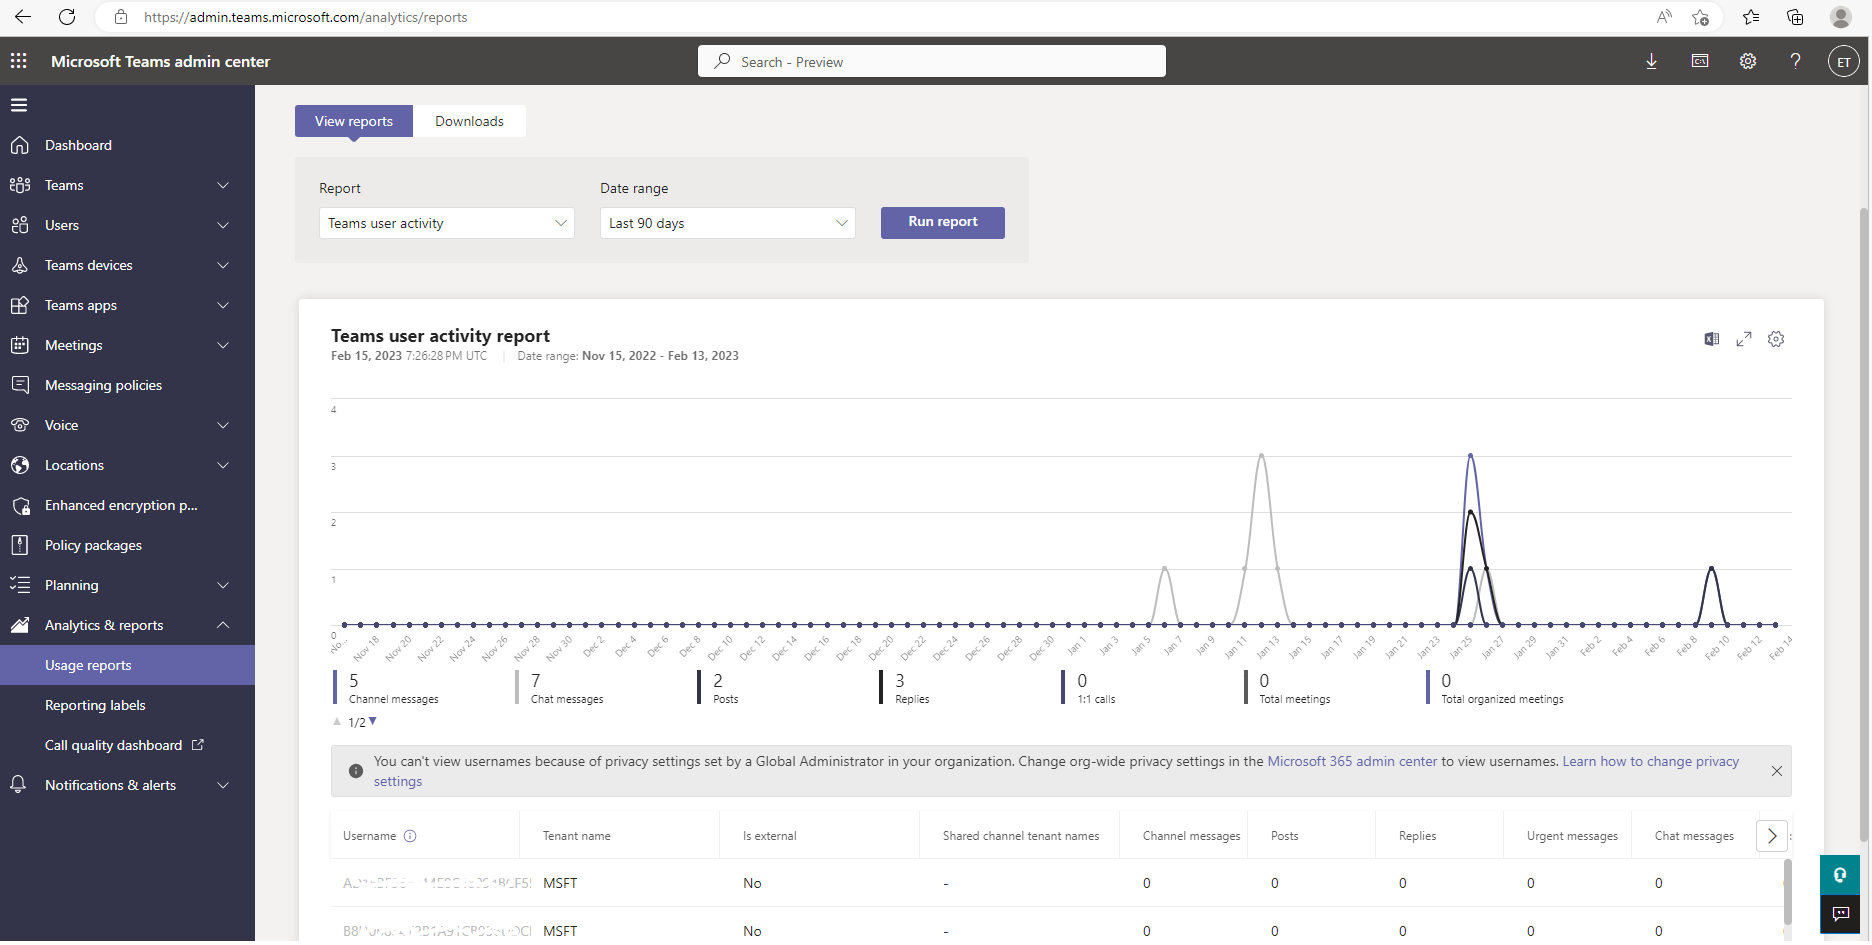 https://admin.teams.microsoft.com/analytics/reports
Microsoft Teams admin center
Search - Preview
ET
Dashboard
Teams
Users
Teams devices
Teams apps
Meetings
Messaging policies
Voice
Locations
Enhanced encryption p...
Policy packages
Planning
Analytics & reports
Usage reports
Reporting labels
Call quality dashboard
Notifications & alerts
View reports
Downloads
Report
Date range
Teams user activity
Last 90 days
Run report
Teams user activity report
Feb 15, 2023 7:26:28 PM UTC | Date range: Nov 15, 2022 - Feb 13, 2023
4
3
2
1
0
No... Nov 18 Nov 20 Nov 22 Nov 24 Nov 26 Nov 28 Nov 30 Dec 2 Dec 4 Dec 6 Dec 8 Dec 10 Dec 12 Dec 14 Dec 16 Dec 18 Dec 20 Dec 22 Dec 24 Dec 26 Dec 28 Dec 30 Jan 1 Jan 3 Jan 5 Jan 7 Jan 9 Jan 11 Jan 13 Jan 15 Jan 17 Jan 19 Jan 21 Jan 23 Jan 25 Jan 27 Jan 29 Jan 31 Feb 2 Feb 4 Feb 6 Feb 8 Feb 10 Feb 12 Feb 14
5 7 2 3 0 0 0
Channel messages Chat messages Posts Replies 1:1 calls Total meetings Total organized meetings
1/2
You can't view usernames because of privacy settings set by a Global Administrator in your organization. Change org-wide privacy settings in the Microsoft 365 admin center to view usernames. Learn how to change privacy
settings
Username Tenant name Is external Shared channel tenant names Channel messages Posts Replies Urgent messages Chat messages
MSFT No - 0 0 0 0 0
MSFT No - 0 0 0 0 0